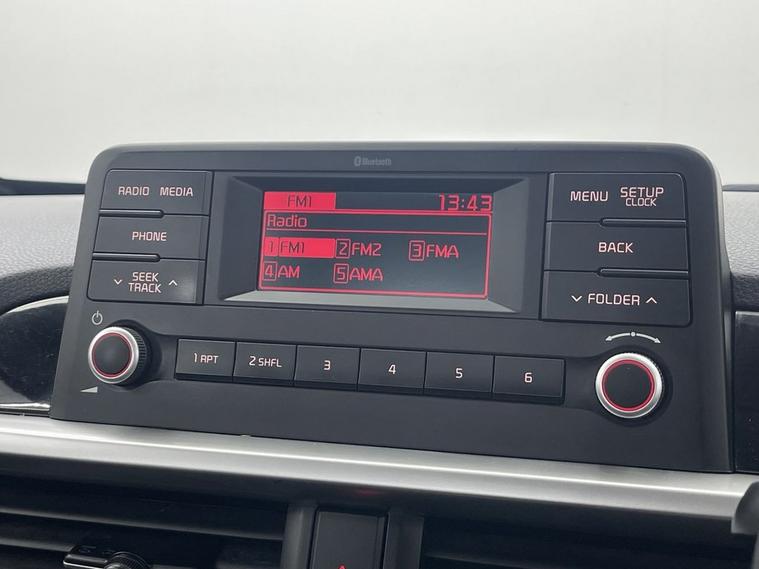 Bluetooth
RADIO MEDIA
PHONE
SEEK
TRACK
FM1 13:43
Radio
1 FM1 2 FM2 3 FMA
4 AM 5 AMA
MENU SETUP
CLOCK
BACK
FOLDER
1 RPT 2 SHFL 3 4 5 6